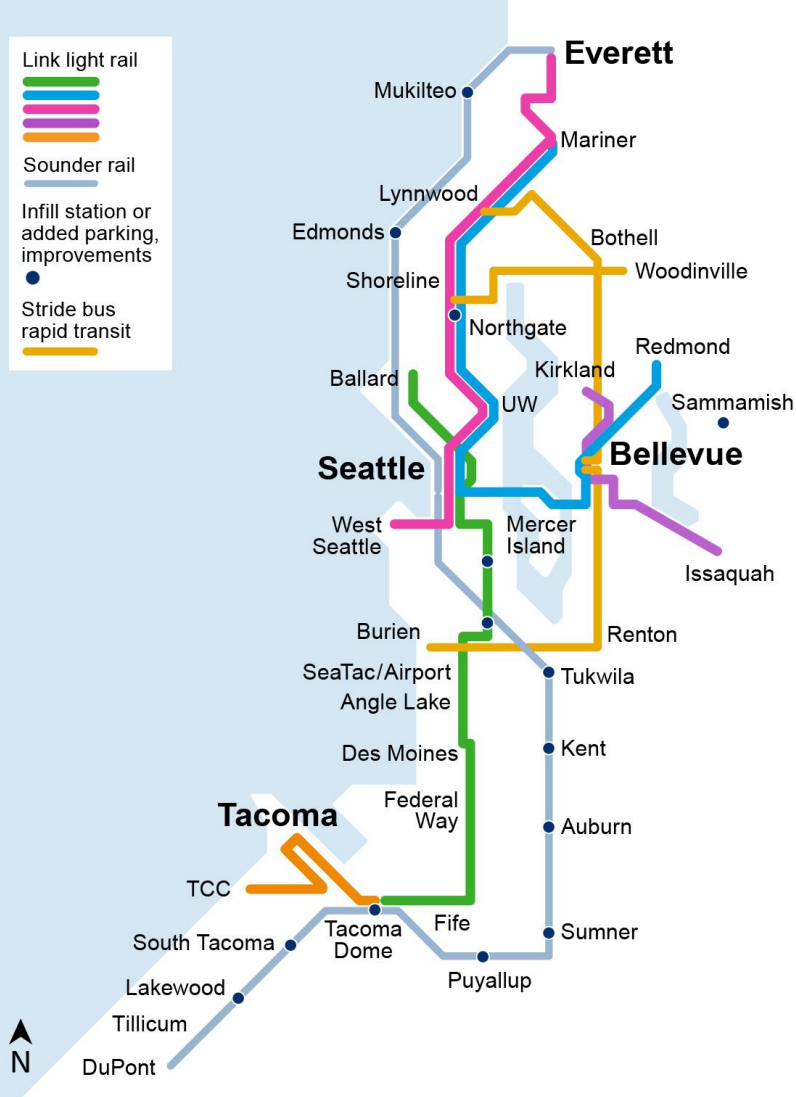 Link light rail
Sounder rail
Infill station or
added parking,
improvements
Stride bus
rapid transit
Everett
Mukilteo
Mariner
Lynnwood
Edmonds
Bothell
Shoreline
Woodinville
Northgate
Redmond
Kirkland
Ballard
UW
Sammamish
Seattle
Bellevue
West
Seattle
Mercer
Island
Issaquah
Burien
Renton
SeaTac/Airport
Tukwila
Angle Lake
Des Moines
Kent
Federal
Way
Tacoma
Auburn
TCC
Fife
Tacoma
Dome
Sumner
South Tacoma
Puyallup
Lakewood
Tillicum
DuPont
N